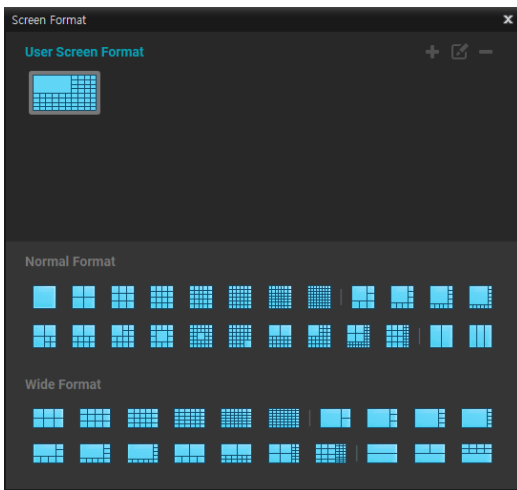 Screen Format
User Screen Format
Normal Format
Wide Format